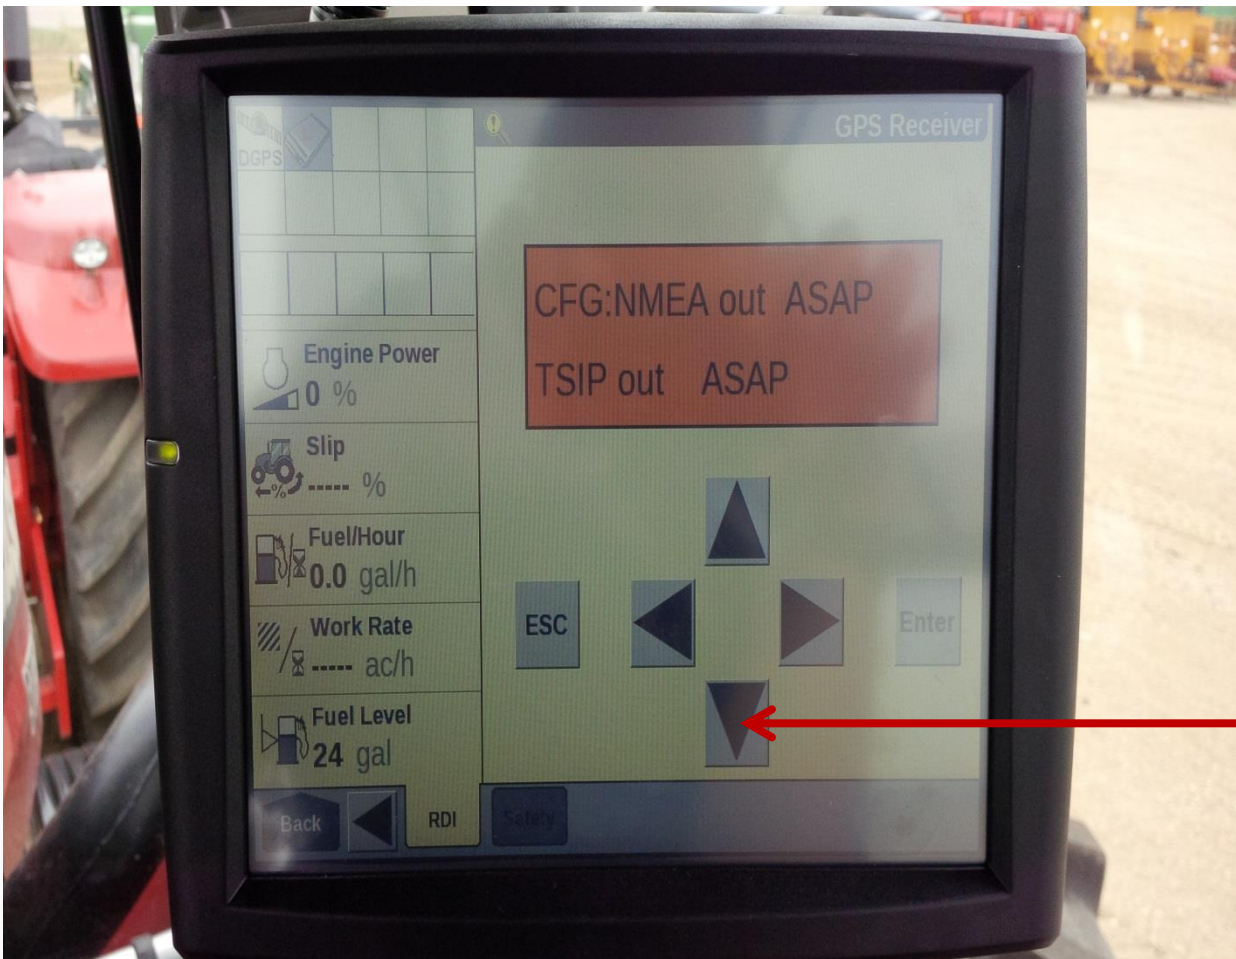 DGPS
GPS Receiver
CFG:NMEA out ASAP
TSIP out ASAP
Engine Power
0 %
Slip
----- %
Fuel/Hour
0.0 gal/h
Work Rate
----- ac/h
Fuel Level
24 gal
ESC
Enter
Back
RDI
Safety